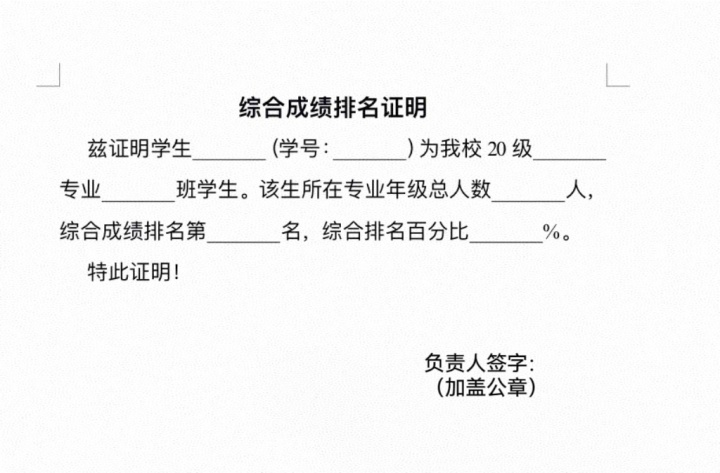 综合成绩排名证明
兹证明学生_______(学号：_______)为我校 20 级_______
专业_______班学生。该生所在专业年级总人数_______人，
综合成绩排名第_______名，综合排名百分比_______%。
特此证明！
负责人签字：
（加盖公章）